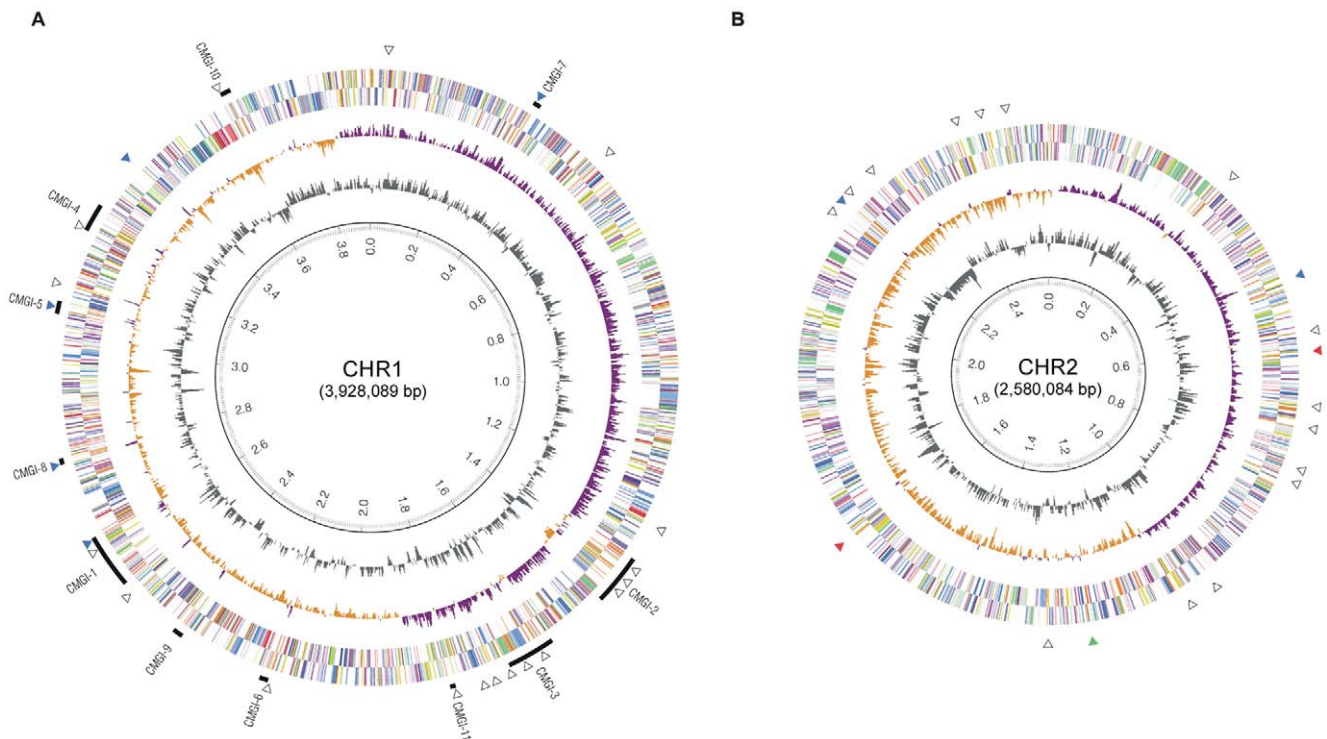 A
B
CMGI-10
CMGI-7
CMGI-4
CMGI-5
CMGI-8
CMGI-1
CMGI-9
CMGI-6
CMGI-11
CMGI-3
CMGI-2
0.0
0.2
0.4
0.6
0.8
1.0
1.2
1.4
1.6
1.8
2.0
2.2
2.4
2.6
2.8
3.0
3.2
3.4
3.6
3.8
CHR1
(3,928,089 bp)
0.0
0.2
0.4
0.6
0.8
1.0
1.2
1.4
1.6
1.8
2.0
2.2
2.4
CHR2
(2,580,084 bp)